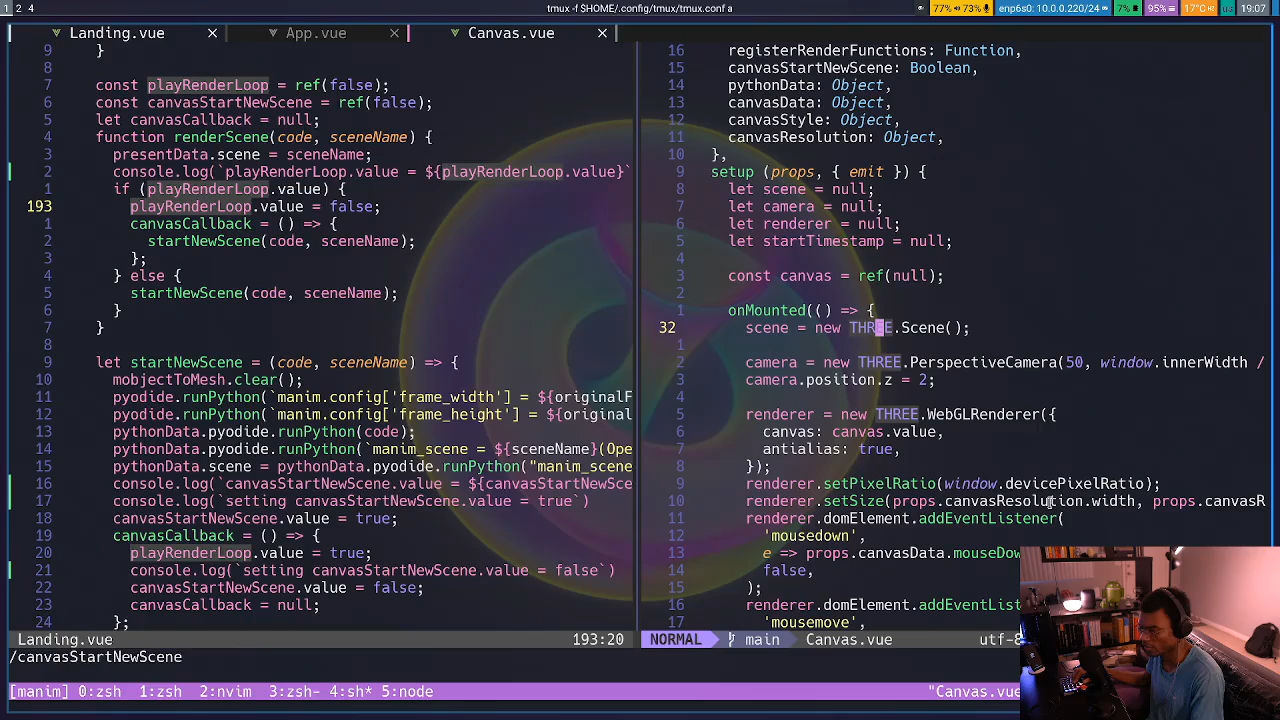 1 2 4 tmux -f $HOME/.config/tmux/tmux.conf a 77% 73% enp6s0: 10.0.0.220/24 7% 95% 17°C us 19:07
Landing.vue × App.vue × Canvas.vue ×
9 }
8
7 const playRenderLoop = ref(false);
6 const canvasStartNewScene = ref(false);
5 let canvasCallback = null;
4 function renderScene(code, sceneName) {
3 presentData.scene = sceneName;
2 console.log(`playRenderLoop.value = ${playRenderLoop.value}`
1 if (playRenderLoop.value) {
193 playRenderLoop.value = false;
1 canvasCallback = () => {
2 startNewScene(code, sceneName);
3 };
4 } else {
5 startNewScene(code, sceneName);
6 }
7 }
8
9 let startNewScene = (code, sceneName) => {
10 mobjectToMesh.clear();
11 pyodide.runPython(`manim.config['frame_width'] = ${originalF
12 pyodide.runPython(`manim.config['frame_height'] = ${original
13 pythonData.pyodide.runPython(code);
14 pythonData.pyodide.runPython(`manim_scene = ${sceneName}(Ope
15 pythonData.scene = pythonData.pyodide.runPython("manim_scene
16 console.log(`canvasStartNewScene.value = ${canvasStartNewSce
17 console.log(`setting canvasStartNewScene.value = true`)
18 canvasStartNewScene.value = true;
19 canvasCallback = () => {
20 playRenderLoop.value = true;
21 console.log(`setting canvasStartNewScene.value = false`)
22 canvasStartNewScene.value = false;
23 canvasCallback = null;
24 };
Landing.vue 193:20
16 registerRenderFunctions: Function,
15 canvasStartNewScene: Boolean,
14 pythonData: Object,
13 canvasData: Object,
12 canvasStyle: Object,
11 canvasResolution: Object,
10 },
9 setup (props, { emit }) {
8 let scene = null;
7 let camera = null;
6 let renderer = null;
5 let startTimestamp = null;
4
3 const canvas = ref(null);
2
1 onMounted(() => {
32 scene = new THREE.Scene();
1
2 camera = new THREE.PerspectiveCamera(50, window.innerWidth /
3 camera.position.z = 2;
4
5 renderer = new THREE.WebGLRenderer({
6 canvas: canvas.value,
7 antialias: true,
8 });
9 renderer.setPixelRatio(window.devicePixelRatio);
10 renderer.setSize(props.canvasResolution.width, props.canvasR
11 renderer.domElement.addEventListener(
12 'mousedown',
13 e => props.canvasData.mouseDow
14 false,
15 );
16 renderer.domElement.addEventListe
17 'mousemove',
NORMAL main Canvas.vue utf-8
/canvasStartNewScene
[manim] 0:zsh 1:zsh 2:nvim 3:zsh- 4:sh* 5:node "Canvas.vue